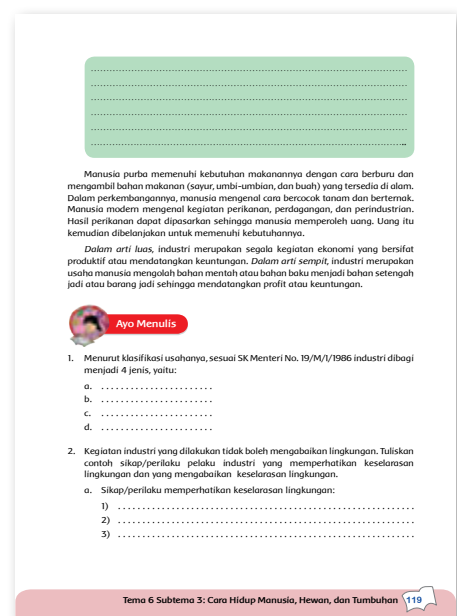 ....................................................................................................
....................................................................................................
....................................................................................................
....................................................................................................
....................................................................................................
....................................................................................................
Manusia purba memenuhi kebutuhan makanannya dengan cara berburu dan
mengambil bahan makanan (sayur, umbi-umbian, dan buah) yang tersedia di alam.
Dalam perkembangannya, manusia mengenal cara bercocok tanam dan berternak.
Manusia modern mengenal kegiatan perikanan, perdagangan, dan perindustrian.
Hasil perikanan dapat dipasarkan sehingga manusia memperoleh uang. Uang itu
kemudian dibelanjakan untuk memenuhi kebutuhannya.
Dalam arti luas, industri merupakan segala kegiatan ekonomi yang bersifat
produktif atau mendatangkan keuntungan. Dalam arti sempit, industri merupakan
usaha manusia mengolah bahan mentah atau bahan baku menjadi bahan setengah
jadi atau barang jadi sehingga mendatangkan profit atau keuntungan.
Ayo Menulis
1. Menurut klasifikasi usahanya, sesuai SK Menteri No. 19/M/I/1986 industri dibagi
menjadi 4 jenis, yaitu:
a. . . . . . . . . . . . . . . . . . . . . . . .
b. . . . . . . . . . . . . . . . . . . . . . . .
c. . . . . . . . . . . . . . . . . . . . . . . .
d. . . . . . . . . . . . . . . . . . . . . . . .
2. Kegiatan industri yang dilakukan tidak boleh mengabaikan lingkungan. Tuliskan
contoh sikap/perilaku pelaku industri yang memperhatikan keselarasan
lingkungan dan yang mengabaikan keselarasan lingkungan.
a. Sikap/perilaku memperhatikan keselarasan lingkungan:
1) . . . . . . . . . . . . . . . . . . . . . . . . . . . . . . . . . . . . . . . . . . . . . . . . . . . . . . . . . . .
2) . . . . . . . . . . . . . . . . . . . . . . . . . . . . . . . . . . . . . . . . . . . . . . . . . . . . . . . . . . .
3) . . . . . . . . . . . . . . . . . . . . . . . . . . . . . . . . . . . . . . . . . . . . . . . . . . . . . . . . . . .
Tema 6 Subtema 3: Cara Hidup Manusia, Hewan, dan Tumbuhan 119